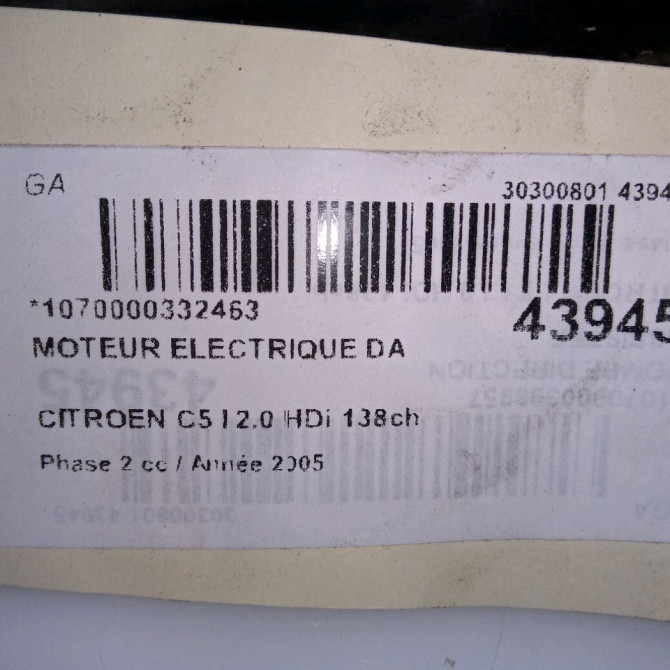 GA
30300801 4394
*1070000332463
43945
MOTEUR ELECTRIQUE DA
CITROEN C5 I 2.0 HDi 138ch
Phase 2 cc / Année 2005